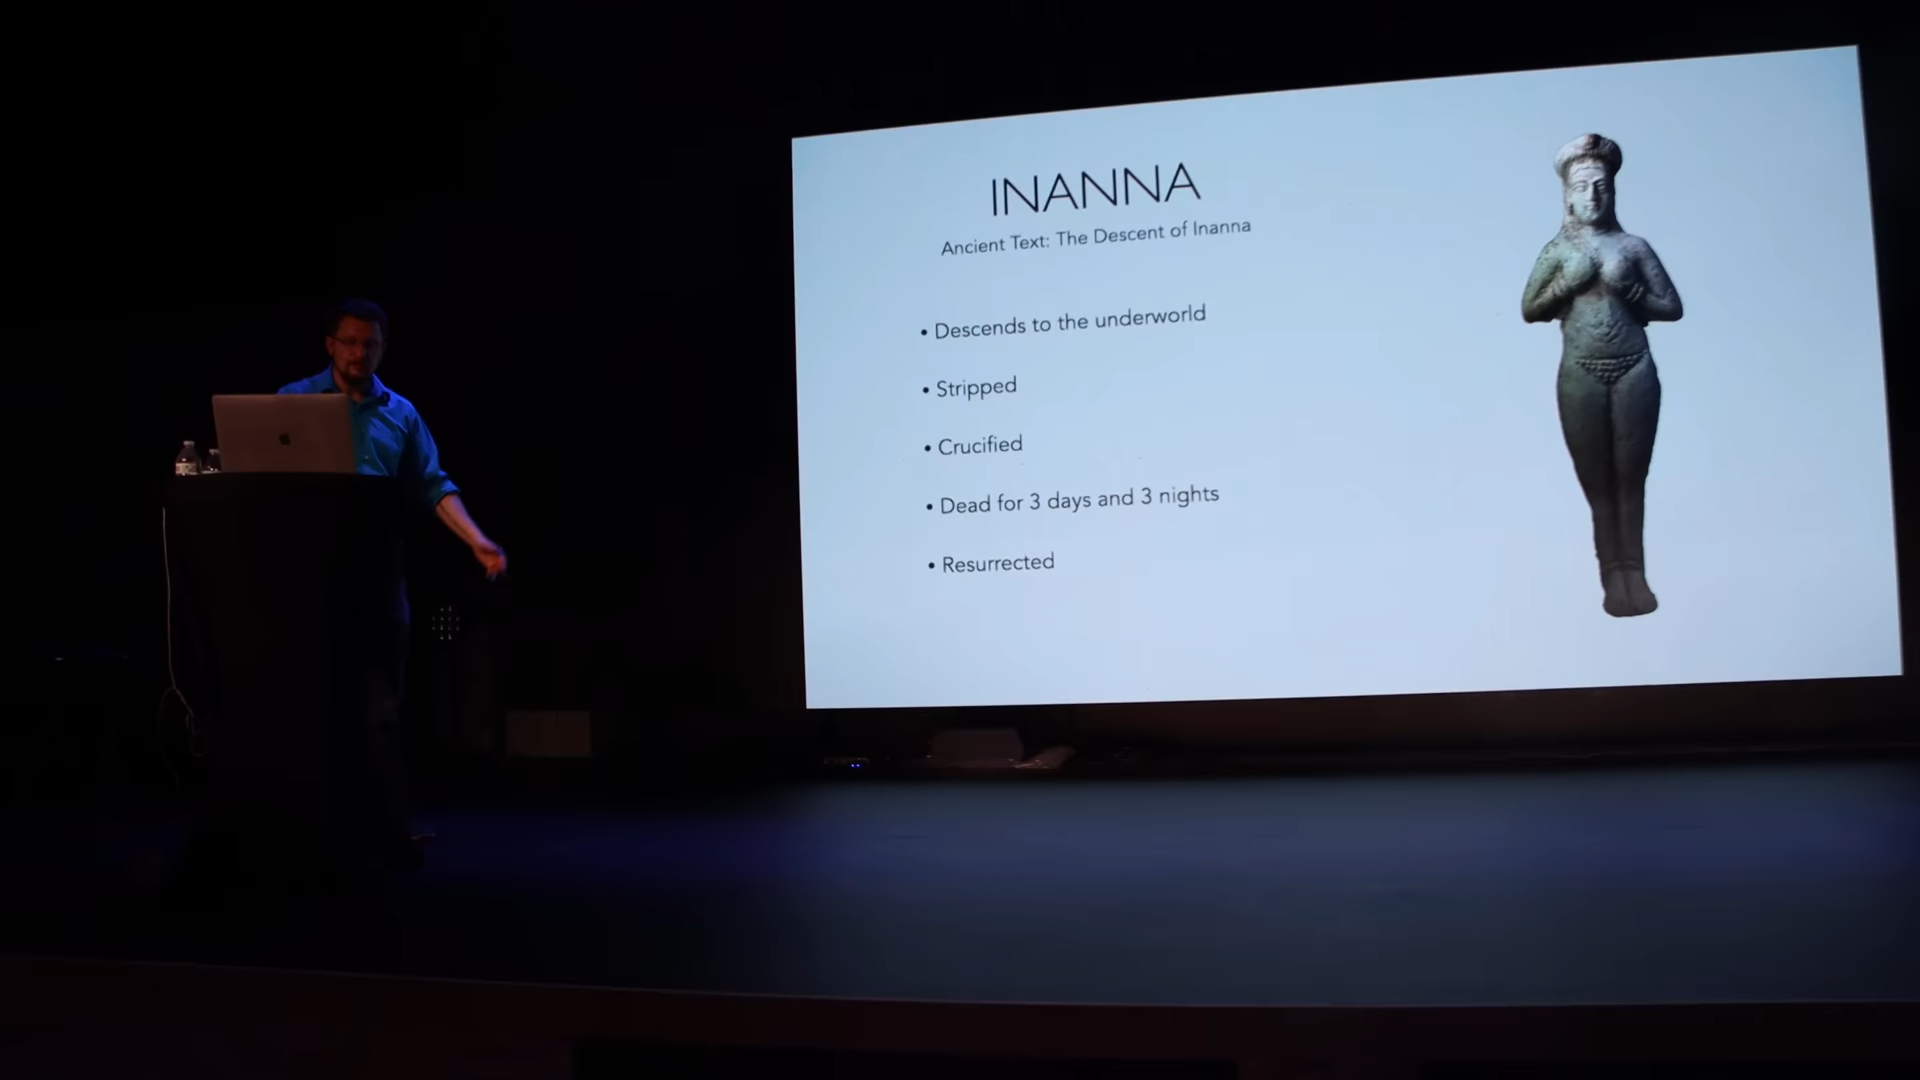 INANNA
Ancient Text: The Descent of Inanna
• Descends to the underworld
• Stripped
• Crucified
• Dead for 3 days and 3 nights
• Resurrected